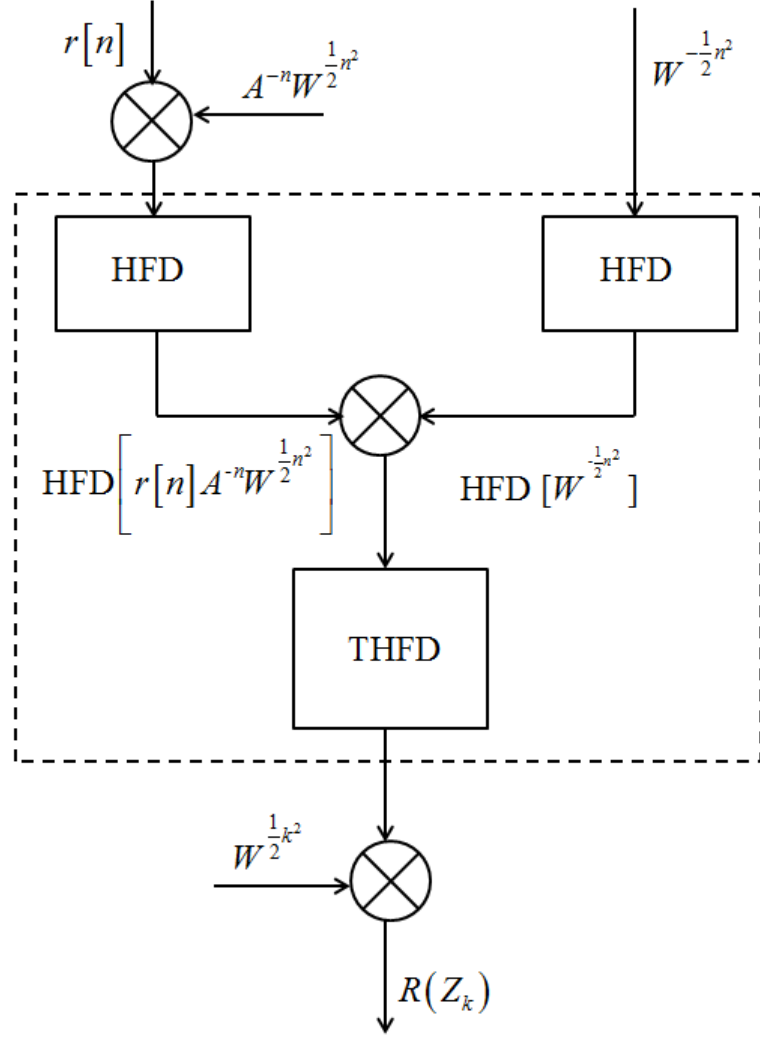 r[n]
A^{-n}W^{\frac{1}{2}n^2}
W^{-\frac{1}{2}n^2}
HFD
HFD
HFD[r[n]A^{-n}W^{\frac{1}{2}n^2}]
HFD [W^{-\frac{1}{2}n^2}]
THFD
W^{\frac{1}{2}k^2}
R(Z_k)